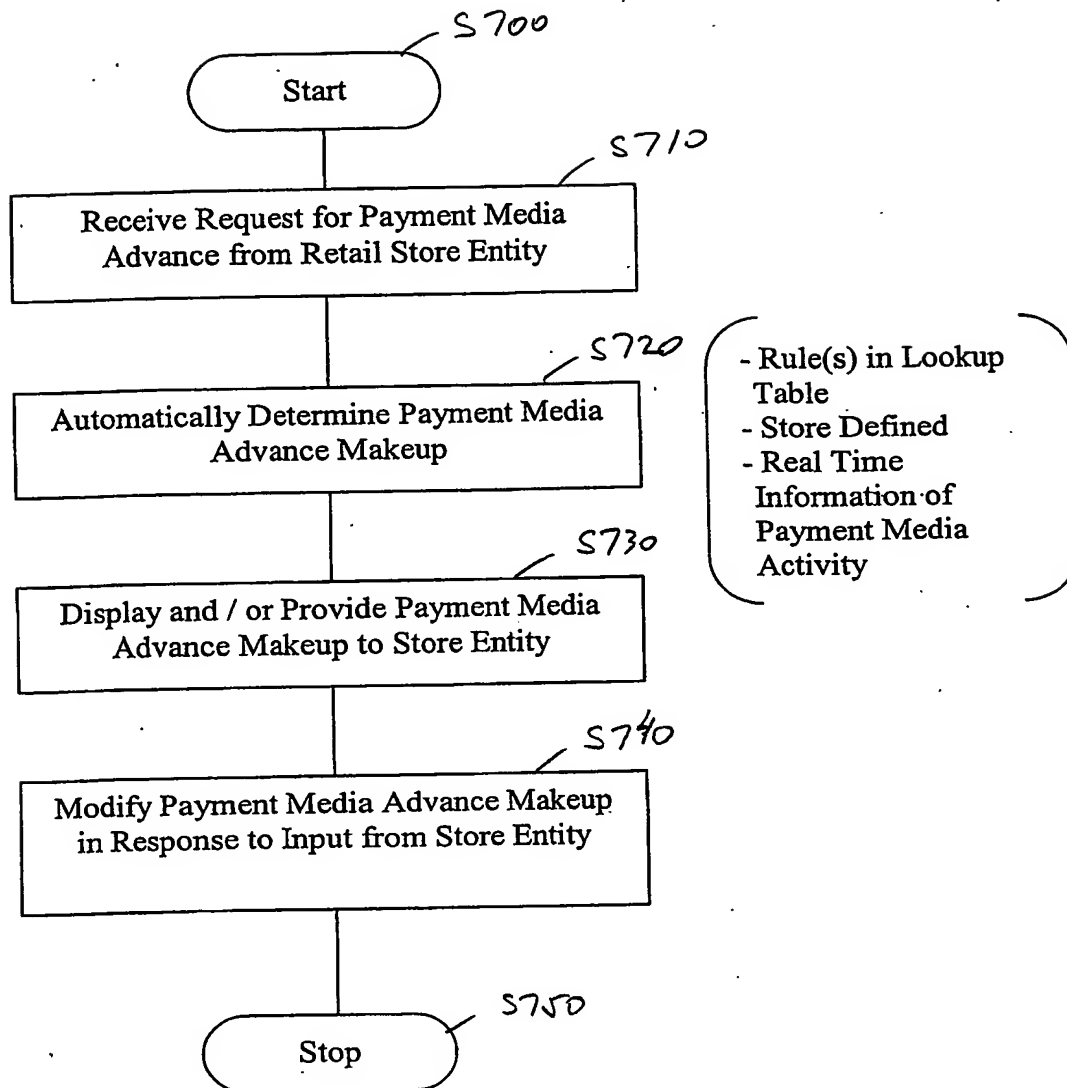 S700
Start
S710
Receive Request for Payment Media
Advance from Retail Store Entity
S720
Automatically Determine Payment Media
Advance Makeup
- Rule(s) in Lookup
Table
- Store Defined
- Real Time
Information of
Payment Media
Activity
S730
Display and / or Provide Payment Media
Advance Makeup to Store Entity
S740
Modify Payment Media Advance Makeup
in Response to Input from Store Entity
S750
Stop